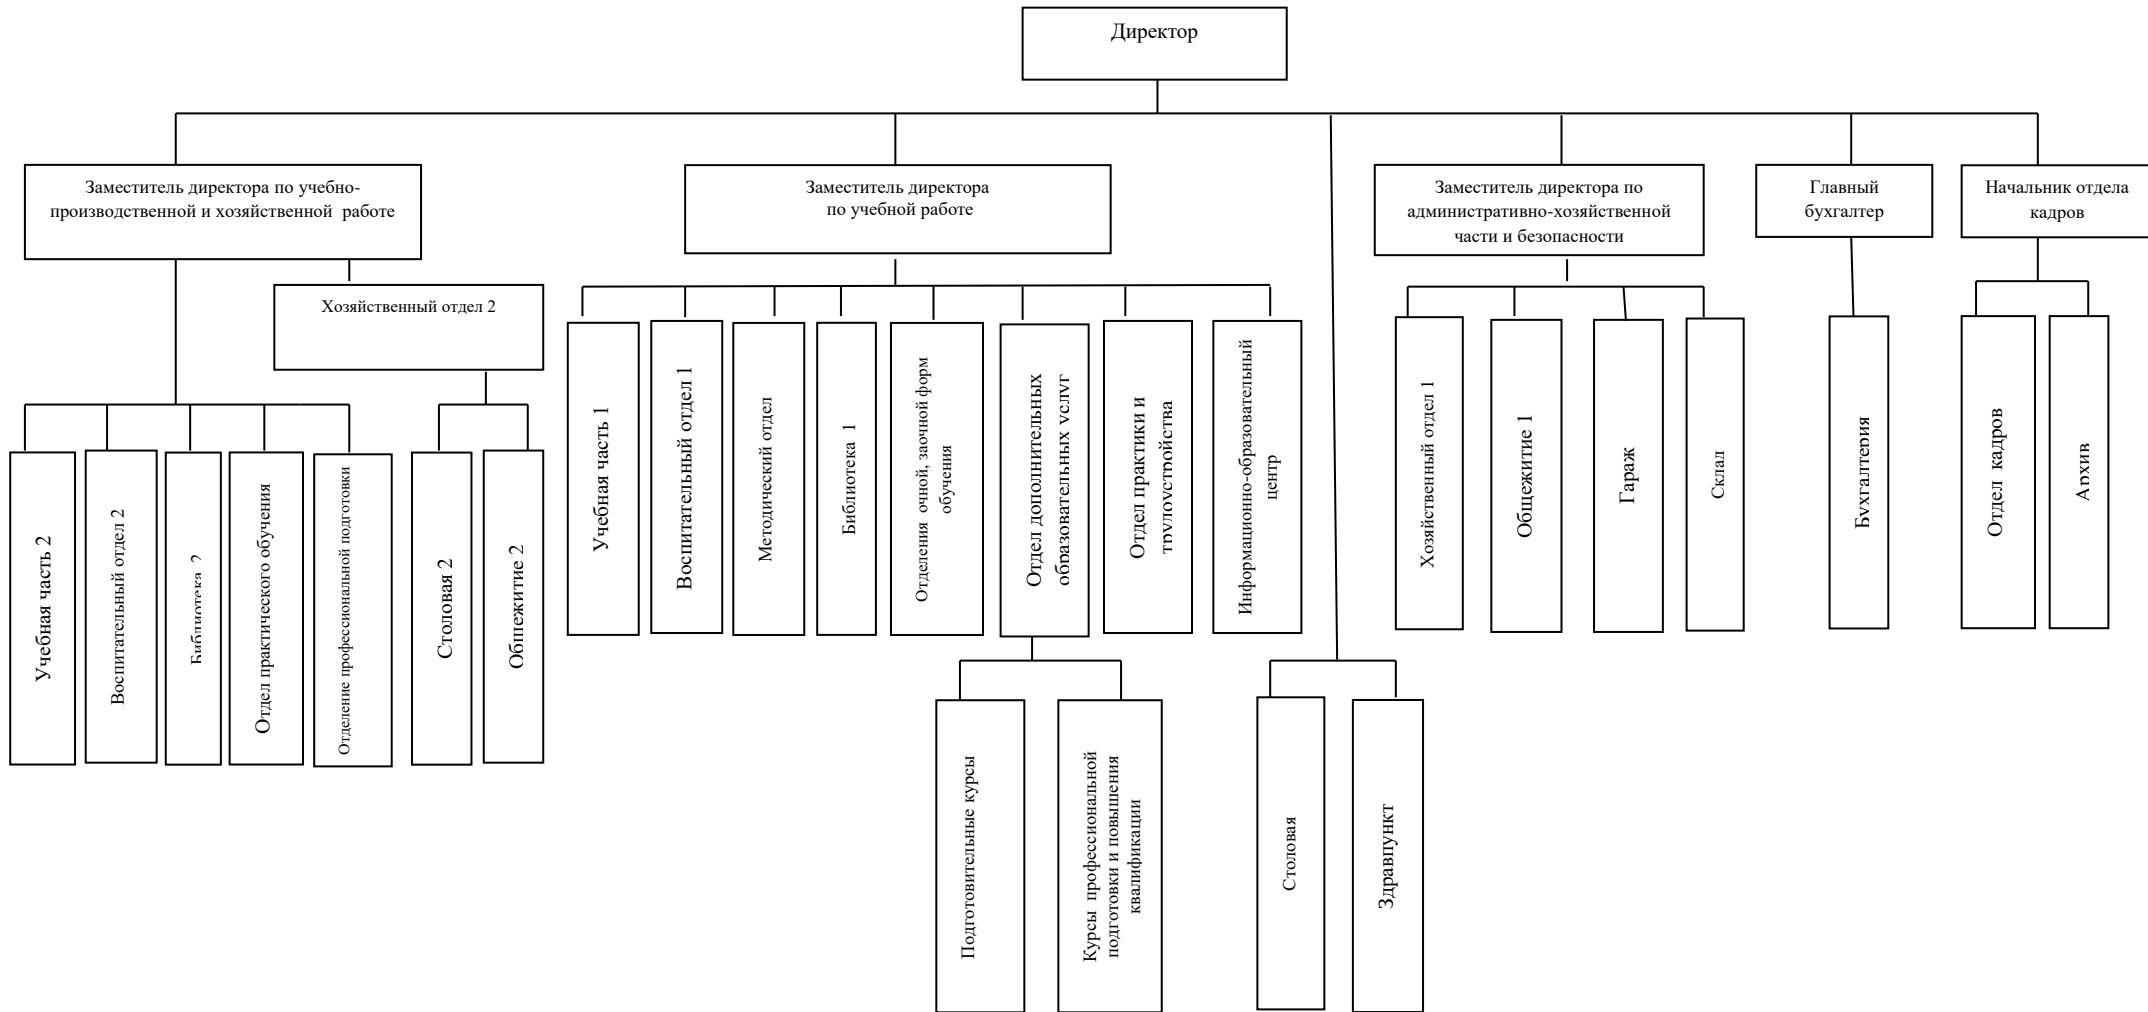 Директор
Заместитель директора по учебно-
производственной и хозяйственной работе
Заместитель директора
по учебной работе
Заместитель директора по
административно-хозяйственной
части и безопасности
Главный
бухгалтер
Начальник отдела
кадров
Хозяйственный отдел 2
Учебная часть 2
Воспитательный отдел 2
Библиотека 2
Отдел практического обучения
Отделение профессиональной подготовки
Столовая 2
Общежитие 2
Учебная часть 1
Воспитательный отдел 1
Методический отдел
Библиотека 1
Отделения очной, заочной форм
обучения
Отдел дополнительных
образовательных услуг
Отдел практики и
трудоустройства
Информационно-образовательный
центр
Хозяйственный отдел 1
Общежитие 1
Гараж
Склад
Бухгалтерия
Отдел кадров
Архив
Подготовительные курсы
Курсы профессиональной
подготовки и повышения
квалификации
Столовая
Здравпункт